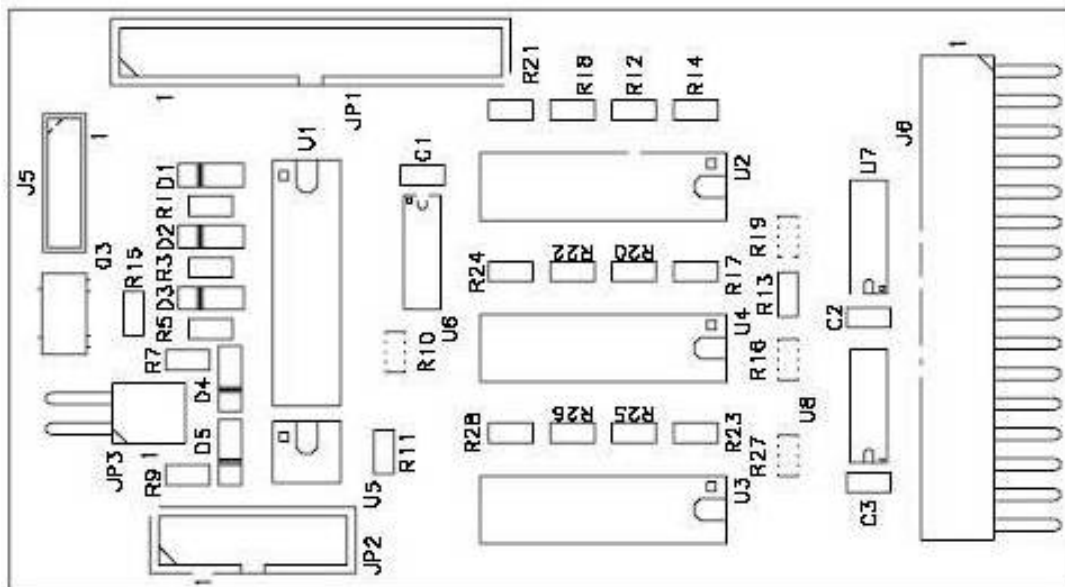 R21
R18
R12
R14
1
1
JP1
J6
1
J5
U1
C1
D1
R1
D2
R3
D3
R5
U2
U7
R19
Q3
R15
R24
R22
R20
R17
R13
U4
C2
U6
R10
R16
R7
D4
U8
D5
R28
R26
R25
R23
R27
JP3
1
R9
R11
U5
U3
C3
JP2
1